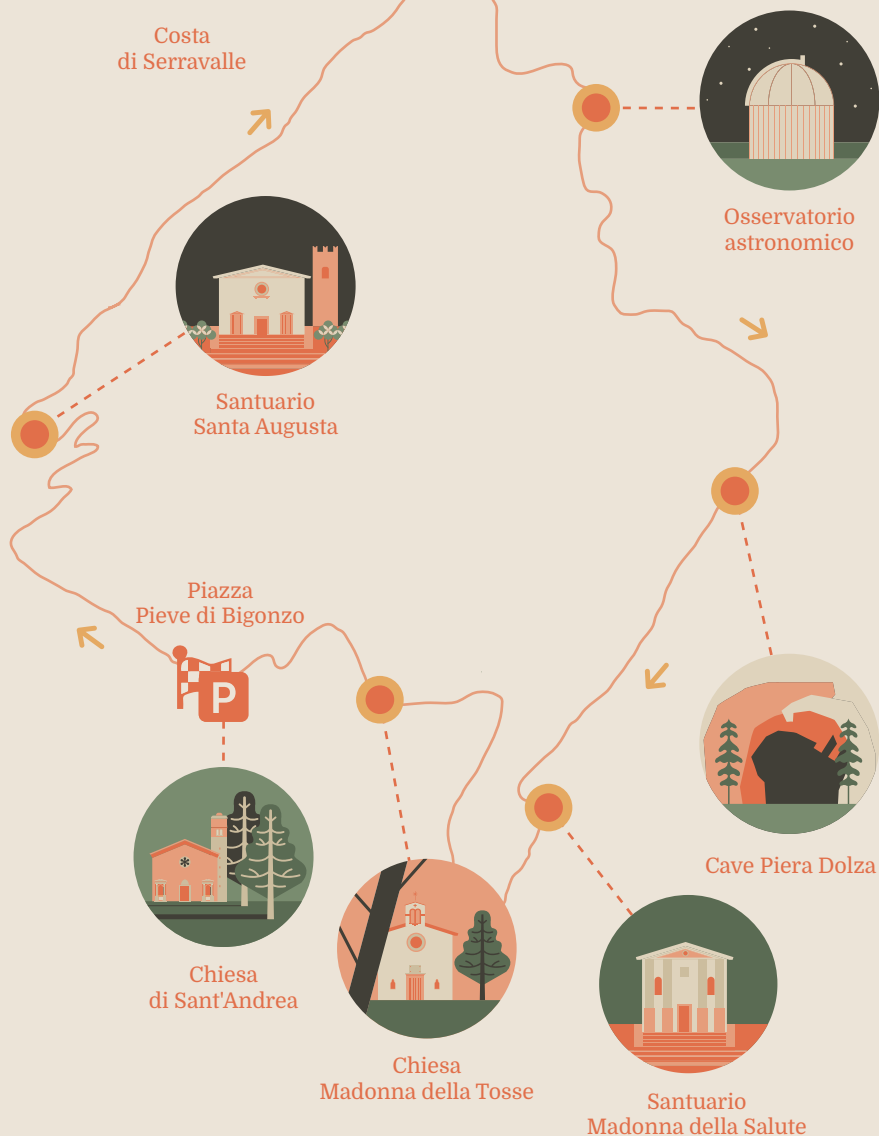 Costa
di Serravalle
Osservatorio
astronomico
Santuario
Santa Augusta
Piazza
Pieve di Bigonzo
P
Cave Piera Dolza
Chiesa
di Sant'Andrea
Chiesa
Madonna della Tosse
Santuario
Madonna della Salute